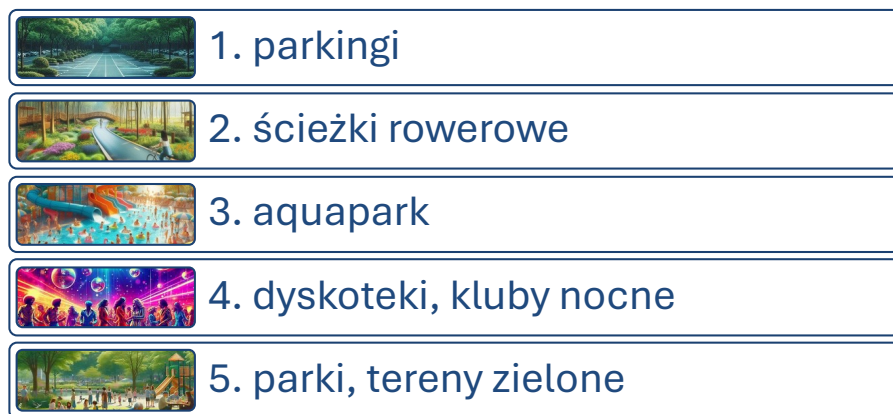 1. parkingi
2. ścieżki rowerowe
3. aquapark
4. dyskoteki, kluby nocne
5. parki, tereny zielone